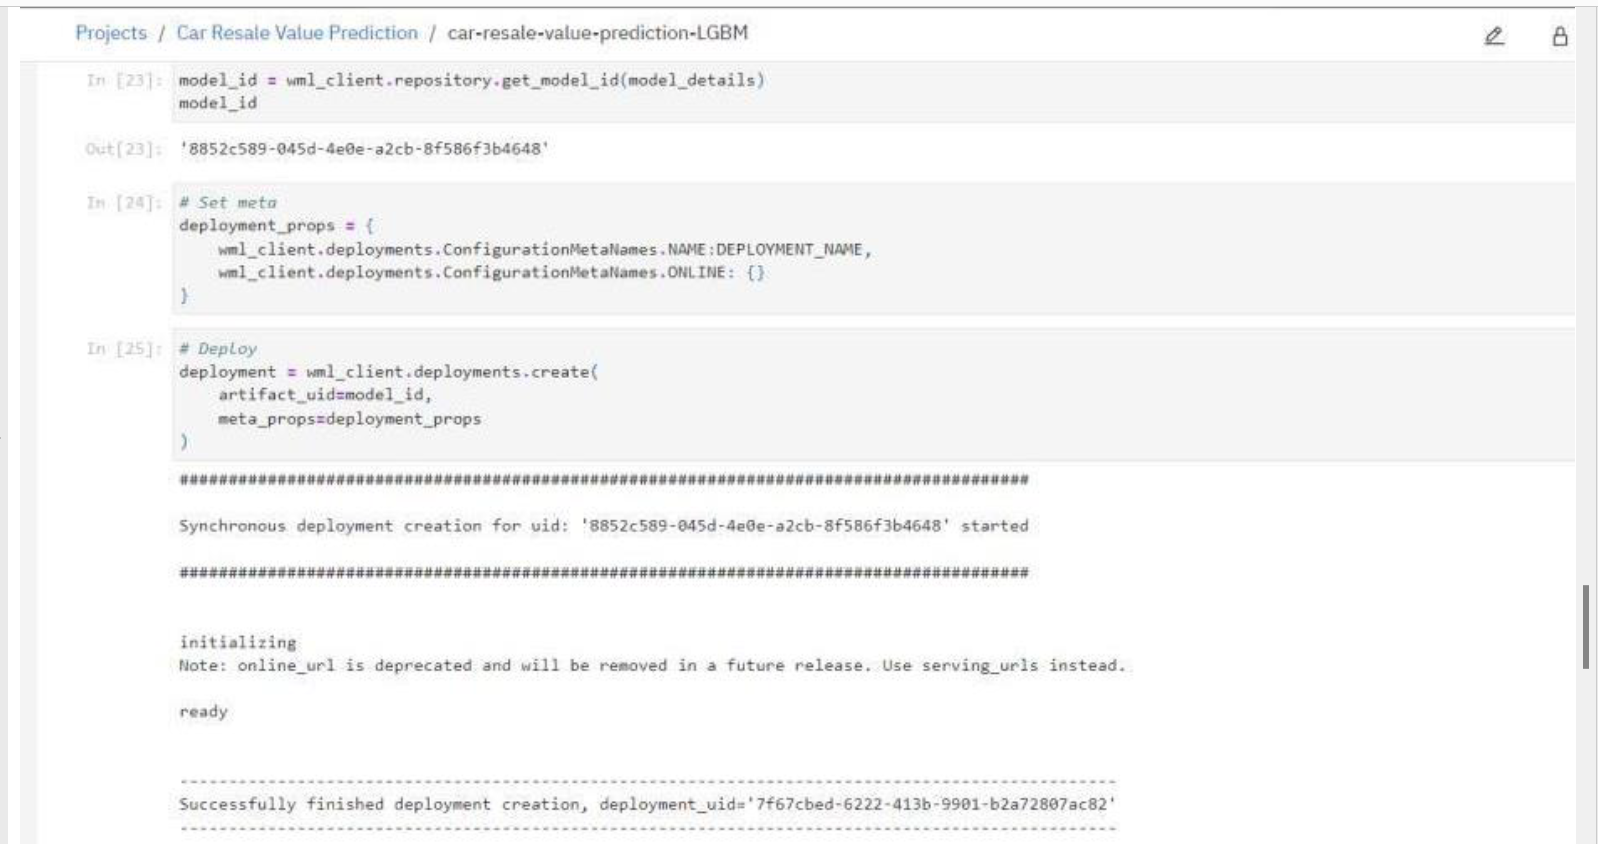 Projects / Car Resale Value Prediction / car-resale-value-prediction-LGBM
In [23]: model_id = wml_client.repository.get_model_id(model_details)
model_id
Out[23]: '8852c589-045d-4e0e-a2cb-8f586f3b4648'
In [24]: # Set meta
deployment_props = {
    wml_client.deployments.ConfigurationMetaNames.NAME:DEPLOYMENT_NAME,
    wml_client.deployments.ConfigurationMetaNames.ONLINE: {}
}
In [25]: # Deploy
deployment = wml_client.deployments.create(
    artifact_uid=model_id,
    meta_props=deployment_props
)
#######################################################################################
Synchronous deployment creation for uid: '8852c589-045d-4e0e-a2cb-8f586f3b4648' started
#######################################################################################
initializing
Note: online_url is deprecated and will be removed in a future release. Use serving_urls instead.
ready
------------------------------------------------------------------------------------------------
Successfully finished deployment creation, deployment_uid='7f67cbed-6222-413b-9901-b2a72807ac82'
------------------------------------------------------------------------------------------------